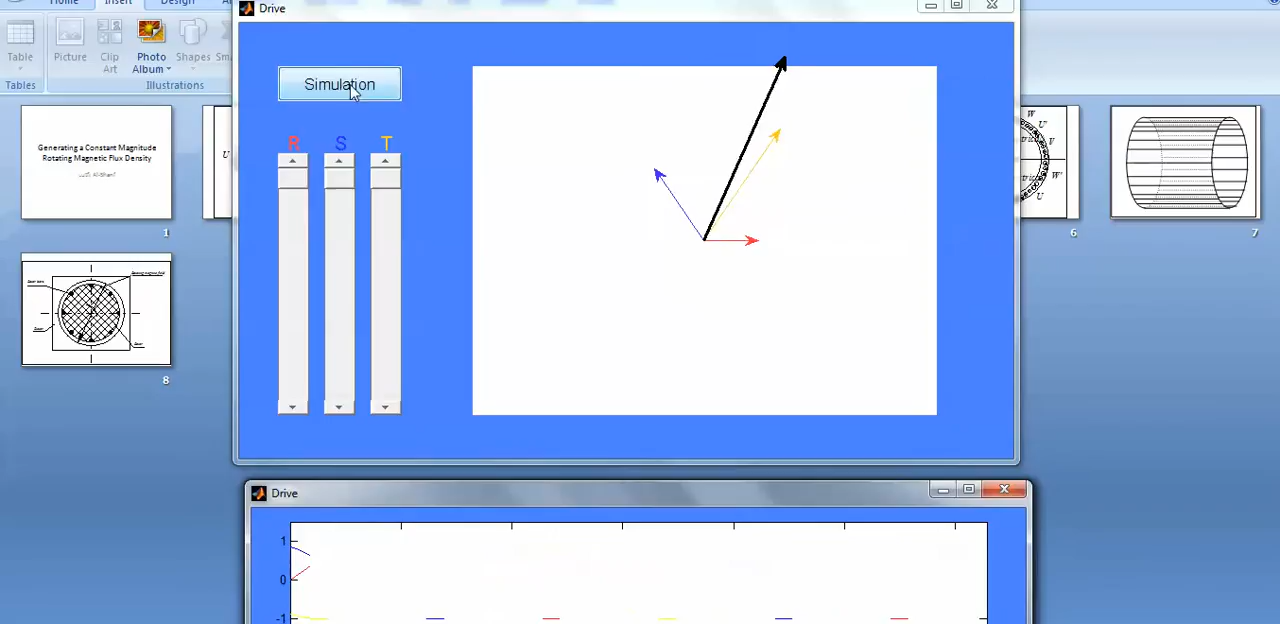 Home
Insert
Design
Drive
Table
Picture
Clip
Art
Photo
Album
Shapes
Tables
Illustrations
Simulation
R S T
Generating a Constant Magnitude
Rotating Magnetic Flux Density
1
U
W
U'
V
W'
U
6
7
8
Drive
1
0
-1